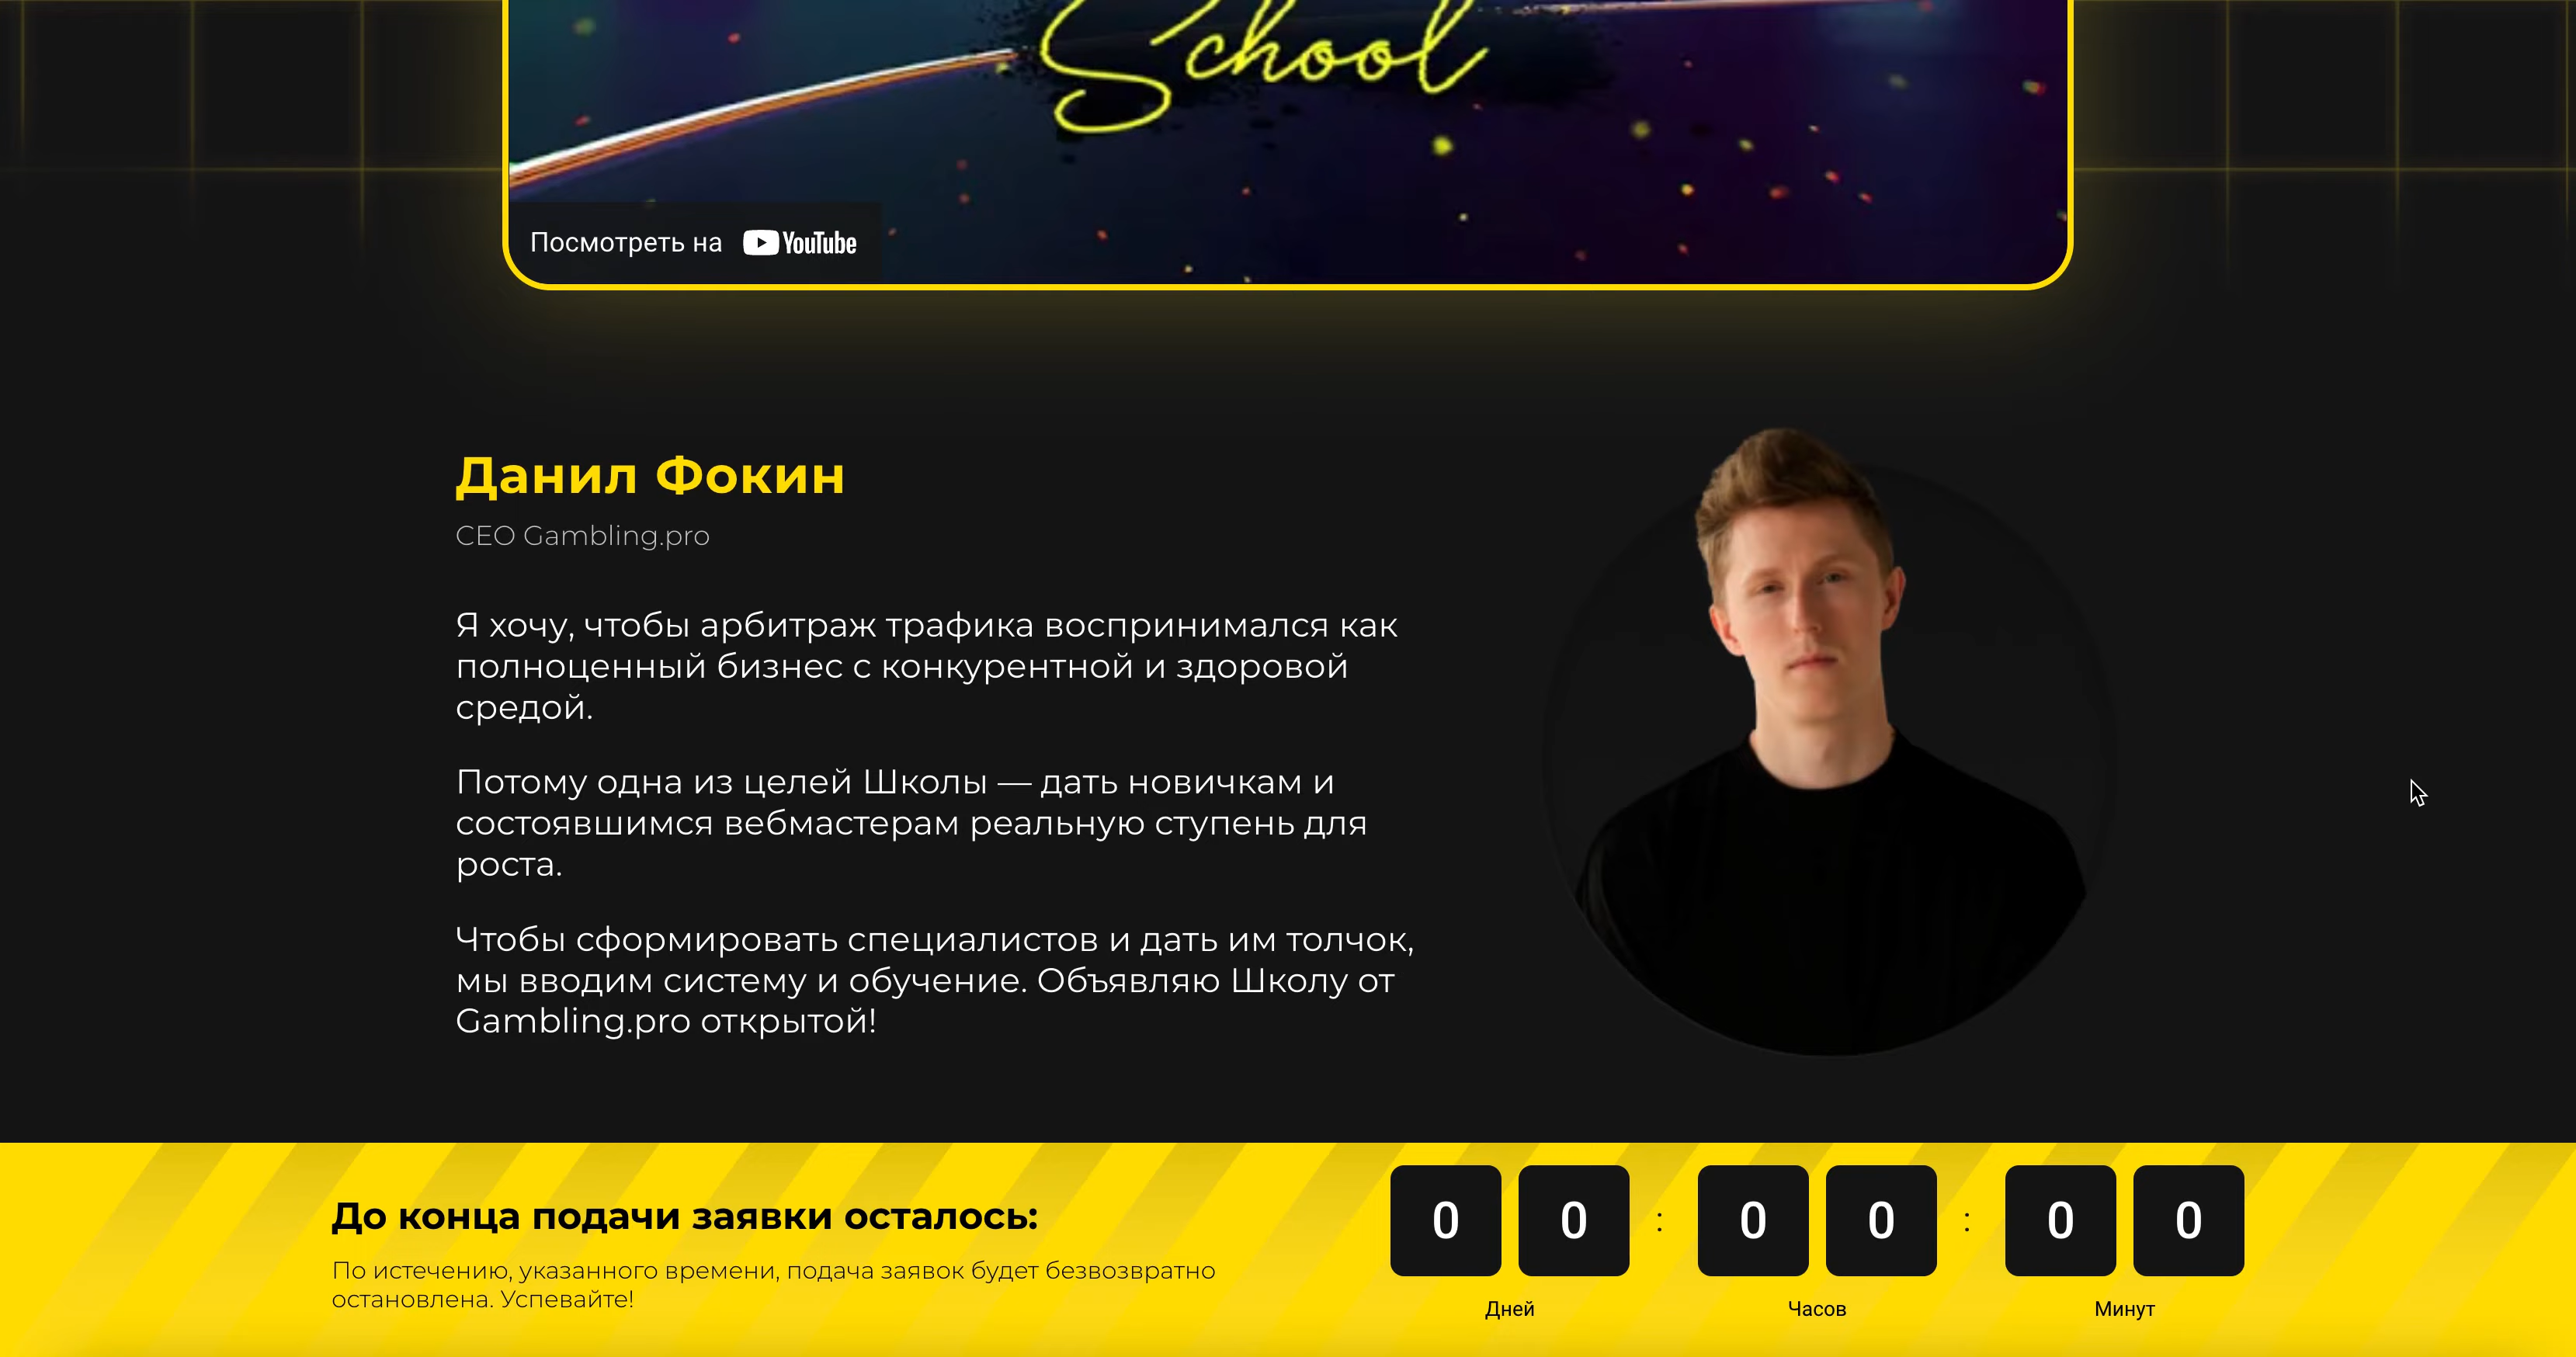 School
Посмотреть на YouTube
Данил Фокин
CEO Gambling.pro
Я хочу, чтобы арбитраж трафика воспринимался как
полноценный бизнес с конкурентной и здоровой
средой.
Потому одна из целей Школы — дать новичкам и
состоявшимся вебмастерам реальную ступень для
роста.
Чтобы сформировать специалистов и дать им толчок,
мы вводим систему и обучение. Объявляю Школу от
Gambling.pro открытой!
До конца подачи заявки осталось:
По истечению, указанного времени, подача заявок будет безвозвратно
остановлена. Успевайте!
0 0 : 0 0 : 0 0
Дней Часов Минут